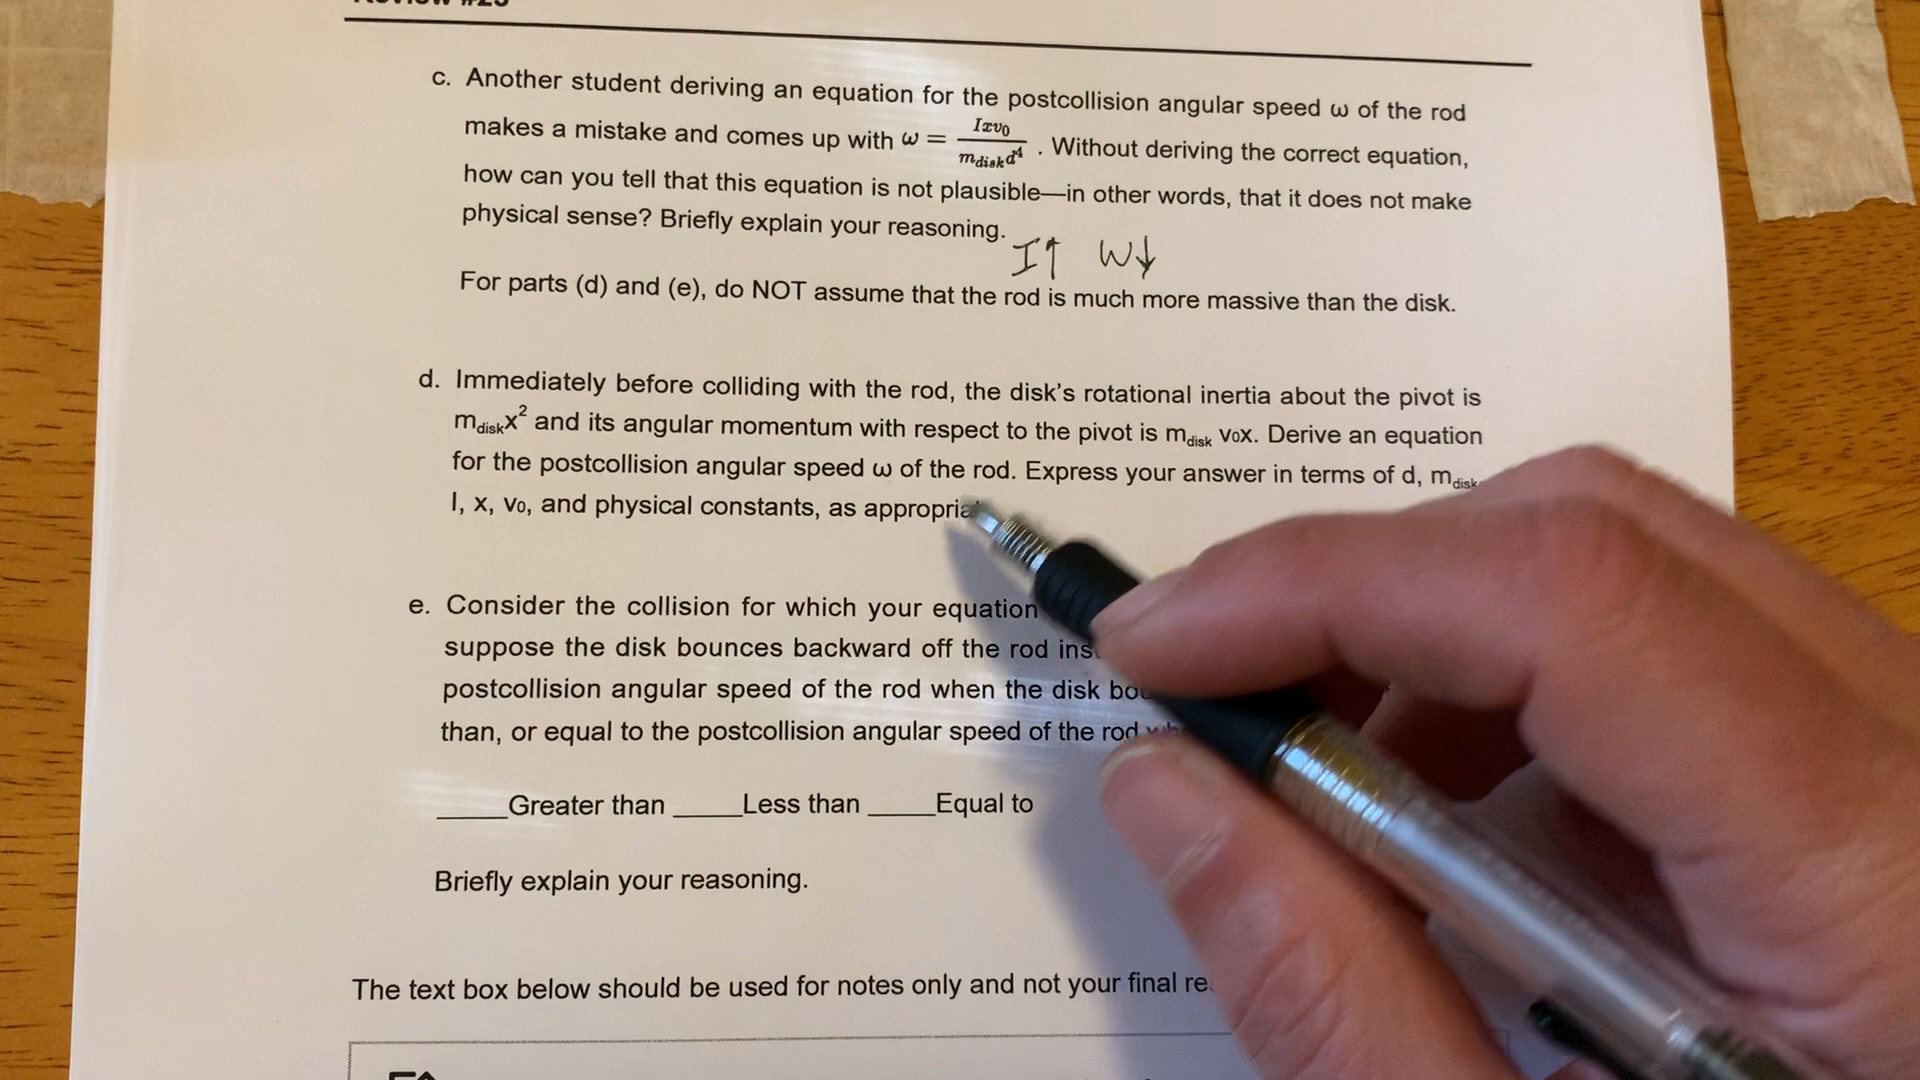 c. Another student deriving an equation for the postcollision angular speed ω of the rod
makes a mistake and comes up with ω = Ixv₀ / m_disk d⁴ . Without deriving the correct equation,
how can you tell that this equation is not plausible—in other words, that it does not make
physical sense? Briefly explain your reasoning.
I↑ W↓
For parts (d) and (e), do NOT assume that the rod is much more massive than the disk.
d. Immediately before colliding with the rod, the disk's rotational inertia about the pivot is
m_disk x² and its angular momentum with respect to the pivot is m_disk v₀x. Derive an equation
for the postcollision angular speed ω of the rod. Express your answer in terms of d, m_disk
I, x, v₀, and physical constants, as
e. Consider the collision for which your equation
suppose the disk bounces backward off the rod
postcollision angular speed of the rod when the disk
than, or equal to the postcollision angular speed of the rod
_____Greater than _____Less than _____Equal to
Briefly explain your reasoning.
The text box below should be used for notes only and not your final